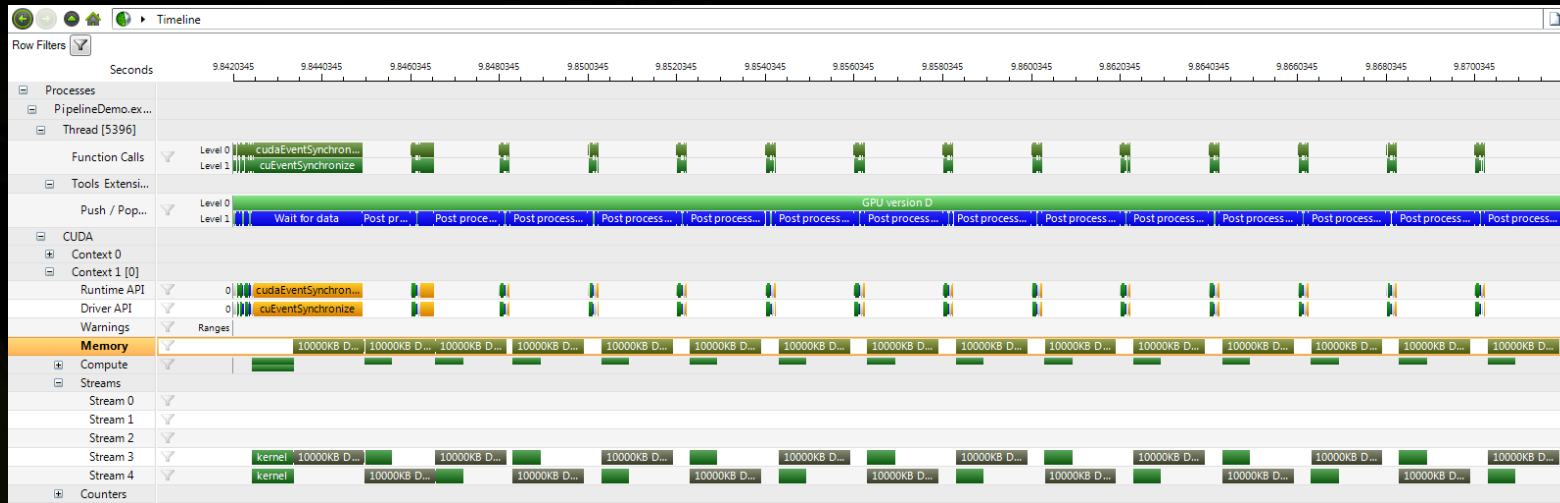 Timeline
Row Filters
Seconds 9.8420345 9.8440345 9.8460345 9.8480345 9.8500345 9.8520345 9.8540345 9.8560345 9.8580345 9.8600345 9.8620345 9.8640345 9.8660345 9.8680345 9.8700345
Processes
PipelineDemo.ex...
Thread [5396]
Function Calls Level 0 cudaEventSynchron...
Level 1 cuEventSynchronize
Tools Extensi...
Push / Pop... Level 0 GPU version D
Level 1 Wait for data Post pr... Post proce... Post process... Post process... Post process... Post process... Post process... Post process... Post process... Post process... Post process... Post process... Post process... Post process...
CUDA
Context 0
Context 1 [0]
Runtime API 0 cudaEventSynchron...
Driver API 0 cuEventSynchronize
Warnings Ranges
Memory 10000KB D... 10000KB D... 10000KB D... 10000KB D... 10000KB D... 10000KB D... 10000KB D... 10000KB D... 10000KB D... 10000KB D... 10000KB D... 10000KB D... 10000KB D... 10000KB D... 10000KB D...
Compute
Streams
Stream 0
Stream 1
Stream 2
Stream 3 kernel 10000KB D... 10000KB D... 10000KB D... 10000KB D... 10000KB D... 10000KB D... 10000KB D... 10000KB D...
Stream 4 kernel 10000KB D... 10000KB D... 10000KB D... 10000KB D... 10000KB D... 10000KB D... 10000KB D...
Counters